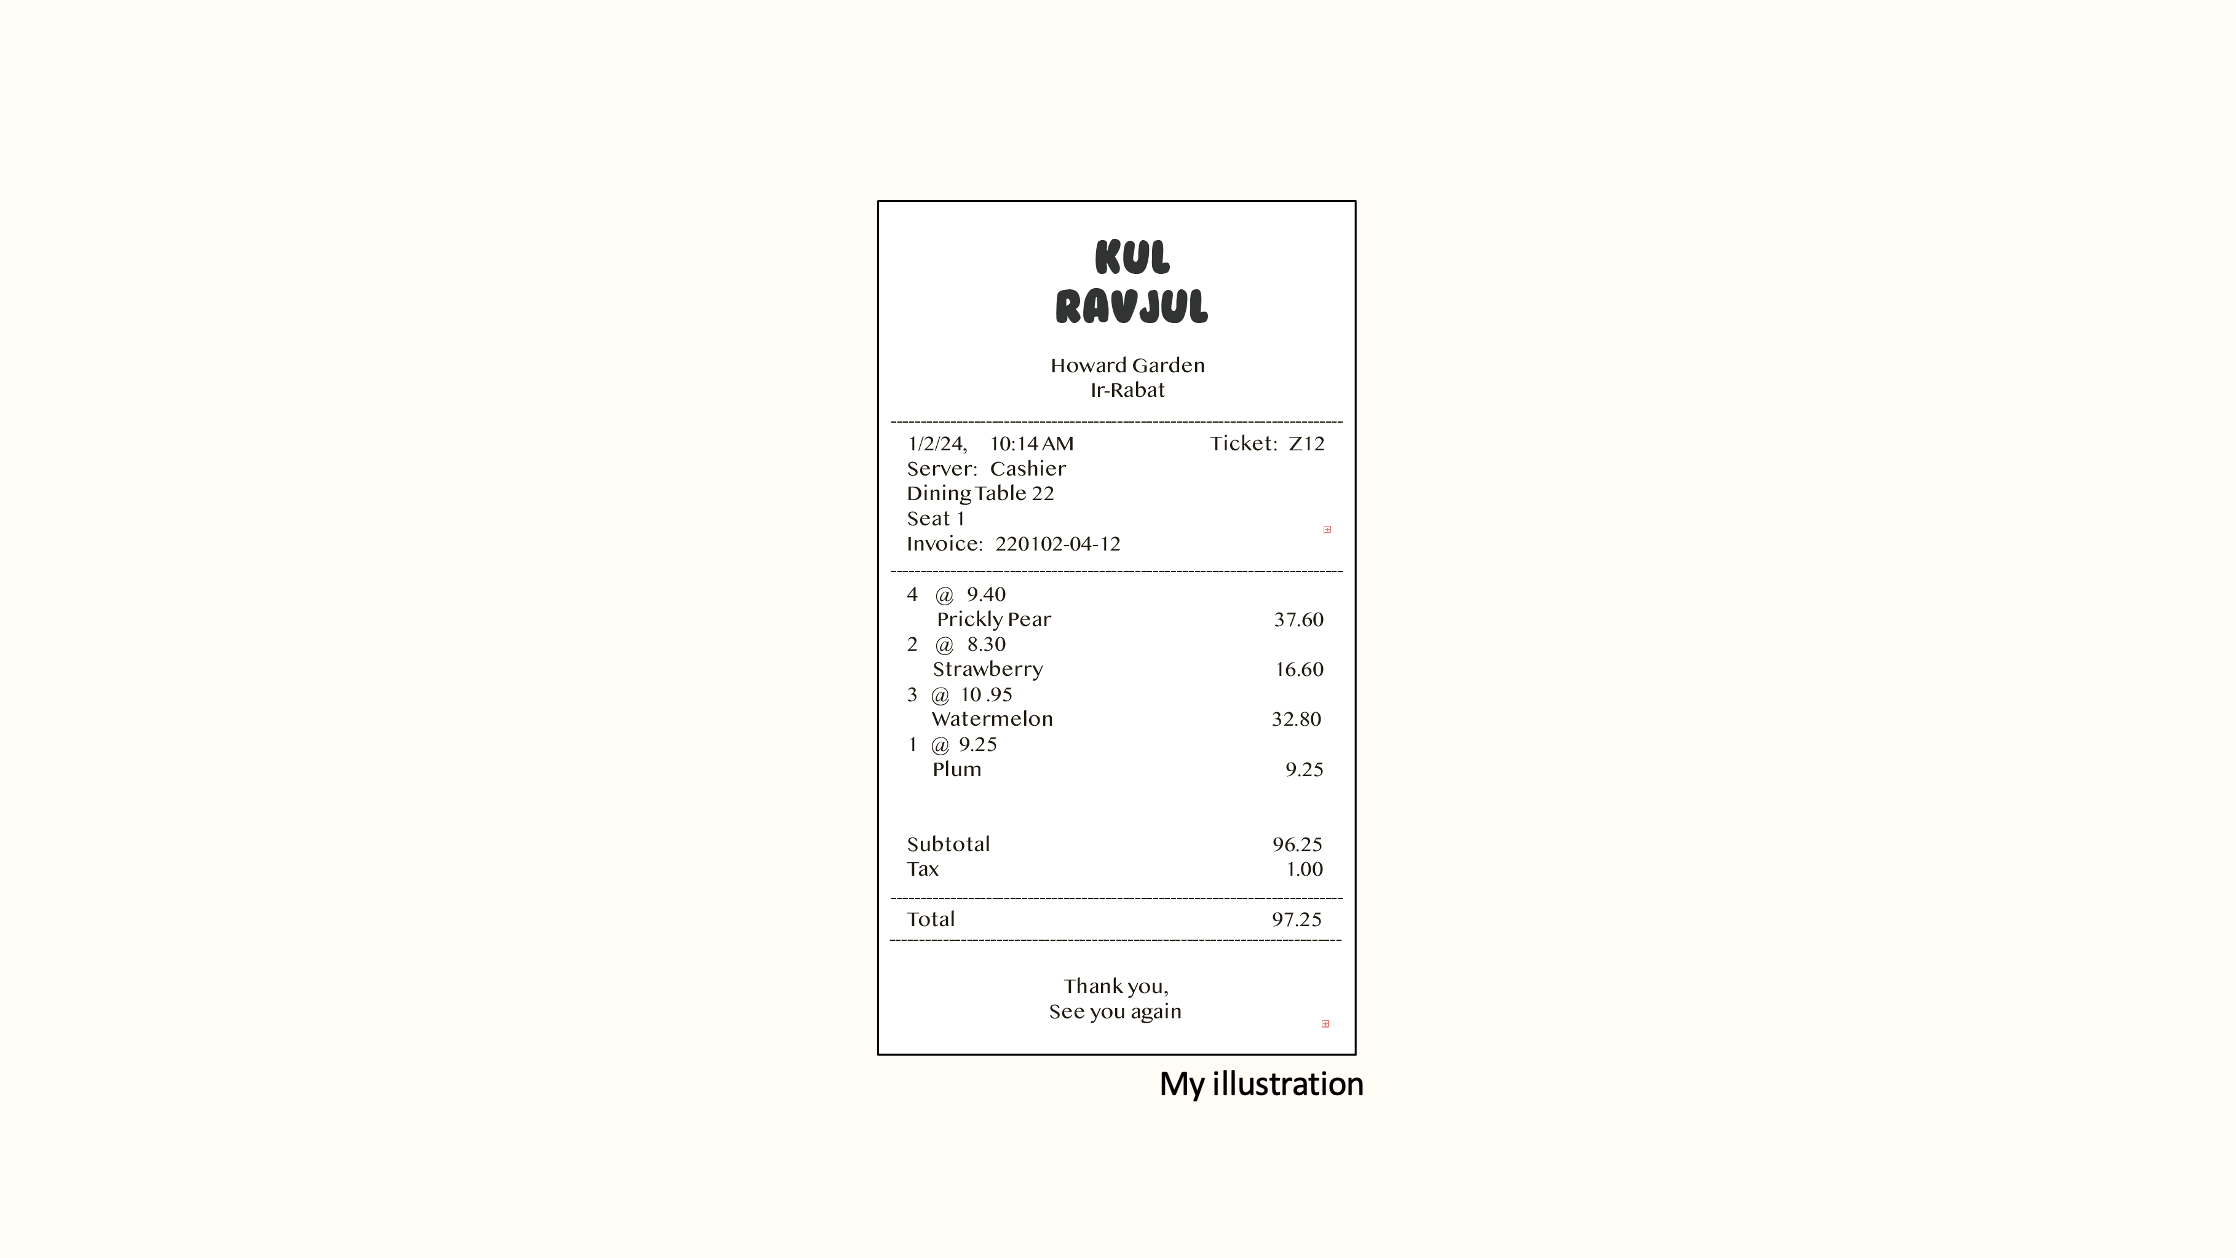 KUL
RAVJUL
Howard Garden
Ir-Rabat
1/2/24, 10:14 AM Ticket: Z12
Server: Cashier
Dining Table 22
Seat 1
Invoice: 220102-04-12
4 @ 9.40
Prickly Pear 37.60
2 @ 8.30
Strawberry 16.60
3 @ 10 .95
Watermelon 32.80
1 @ 9.25
Plum 9.25
Subtotal 96.25
Tax 1.00
Total 97.25
Thank you,
See you again
My illustration